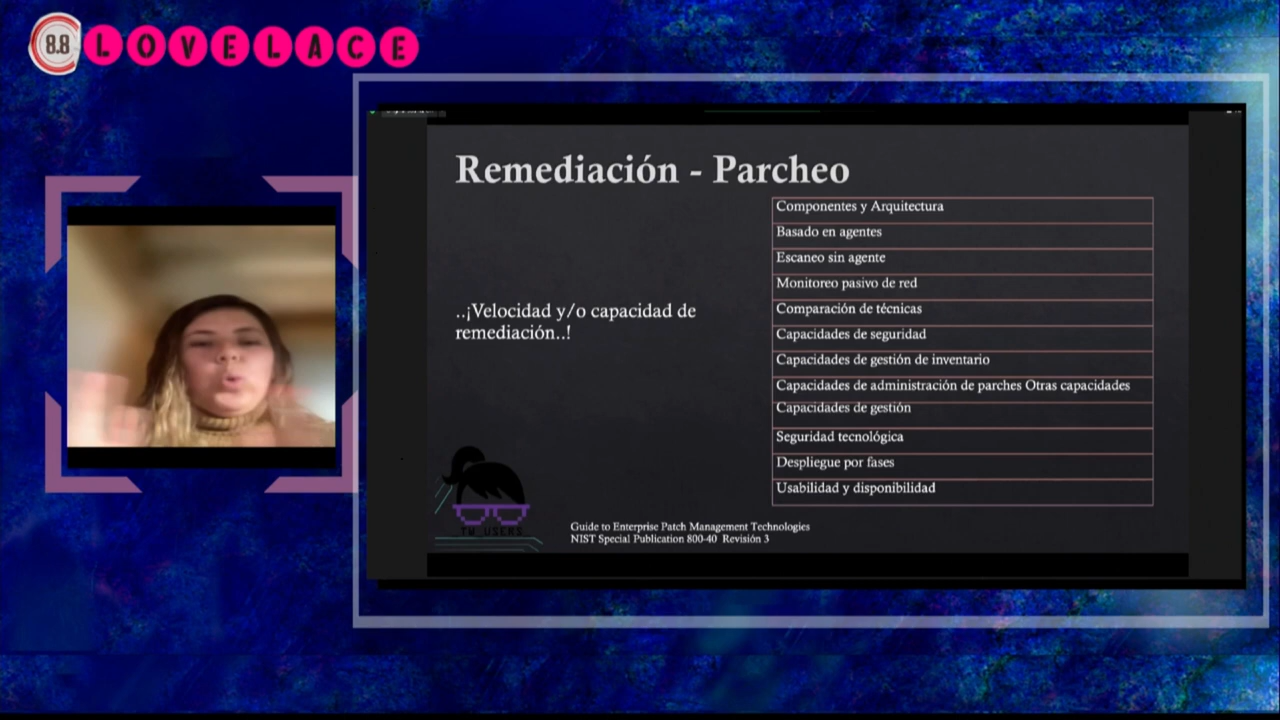 8.8 LOVELACE
Remediación - Parcheo
..¡Velocidad y/o capacidad de
remediación..!
Componentes y Arquitectura
Basado en agentes
Escaneo sin agente
Monitoreo pasivo de red
Comparación de técnicas
Capacidades de seguridad
Capacidades de gestión de inventario
Capacidades de administración de parches Otras capacidades
Capacidades de gestión
Seguridad tecnológica
Despliegue por fases
Usabilidad y disponibilidad
TW_USERS
Guide to Enterprise Patch Management Technologies
NIST Special Publication 800-40 Revisión 3